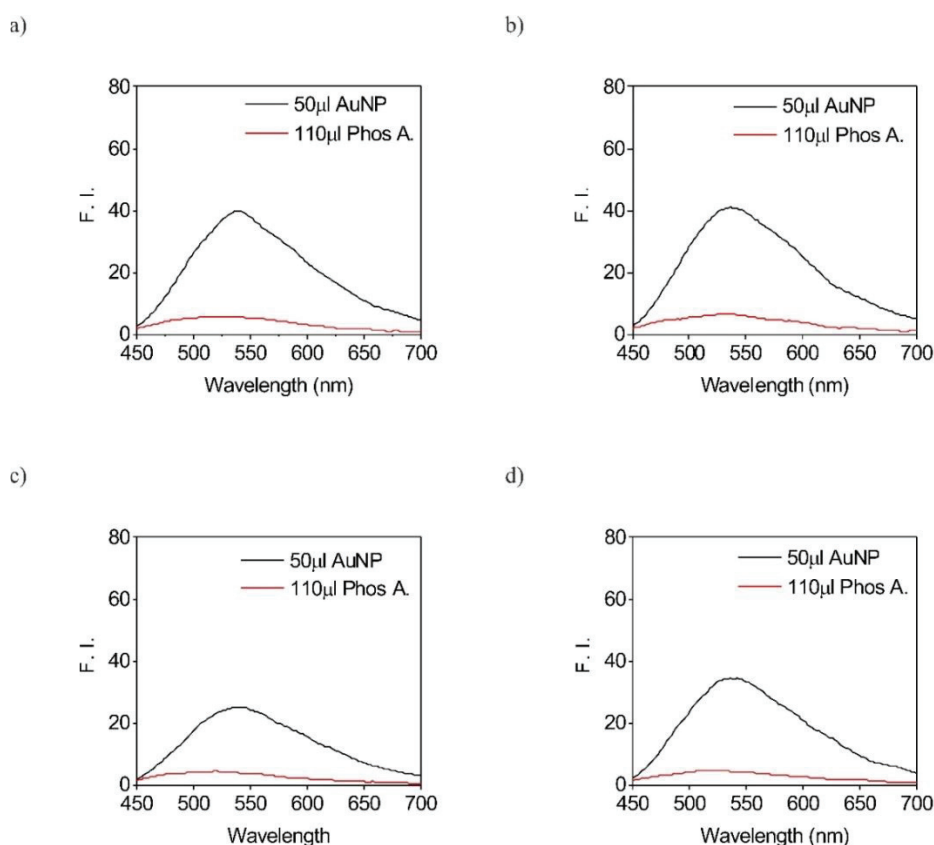 a)
80
60
40
20
0
F. I.
50μl AuNP
110μl Phos A.
450 500 550 600 650 700
Wavelength (nm)
b)
80
60
40
20
0
F. I.
50μl AuNP
110μl Phos A.
450 500 550 600 650 700
Wavelength (nm)
c)
80
60
40
20
0
F. I.
50μl AuNP
110μl Phos A.
450 500 550 600 650 700
Wavelength
d)
80
60
40
20
0
F. I.
50μl AuNP
110μl Phos A.
450 500 550 600 650 700
Wavelength (nm)